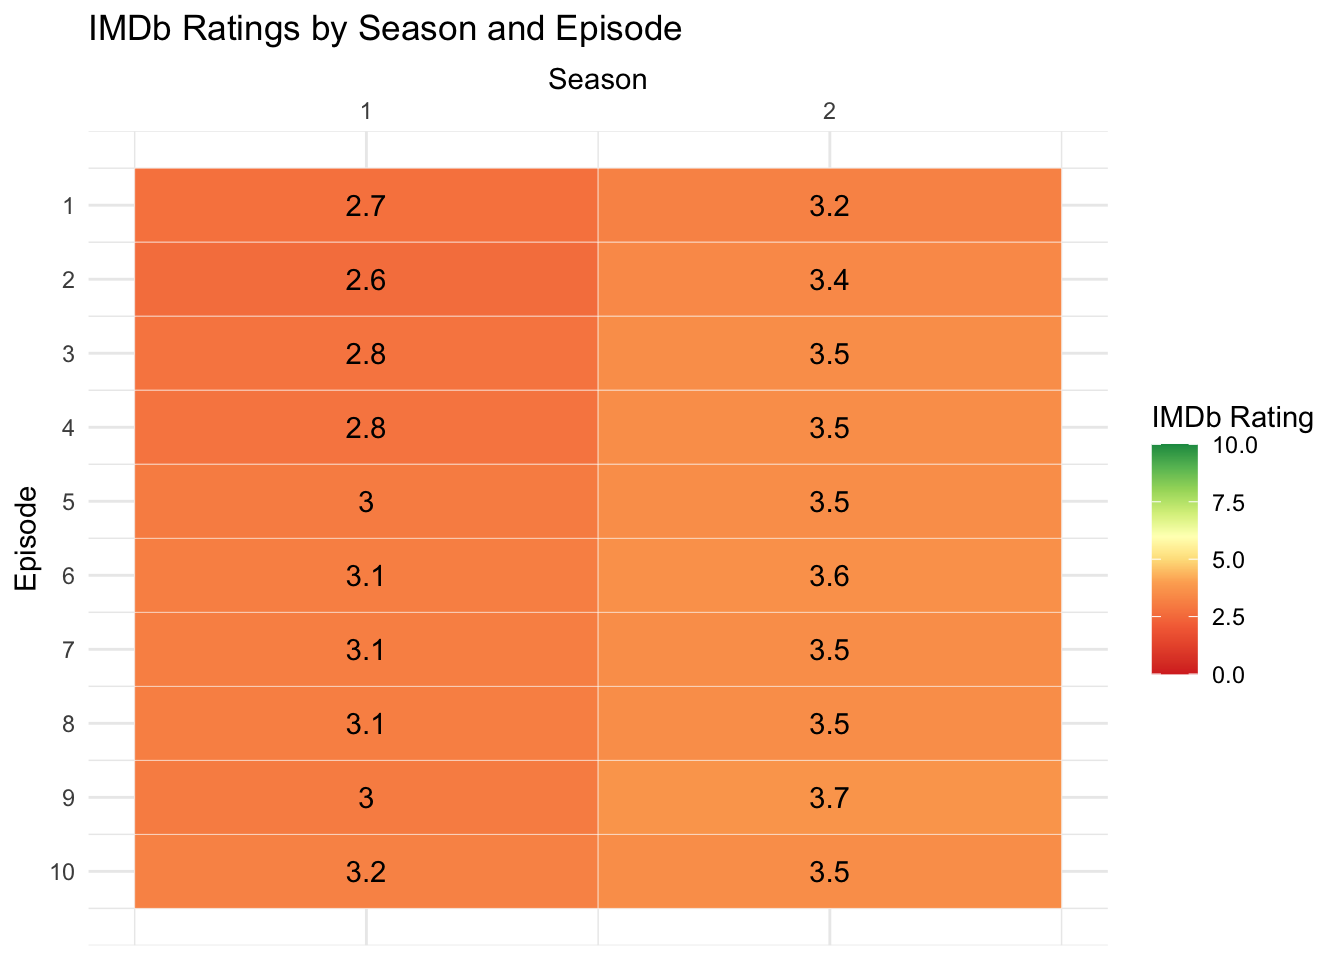 IMDb Ratings by Season and Episode
Season
1 2
1 2.7 3.2
2 2.6 3.4
3 2.8 3.5
4 2.8 3.5
5 3 3.5
6 3.1 3.6
7 3.1 3.5
8 3.1 3.5
9 3 3.7
10 3.2 3.5
Episode
IMDb Rating
10.0
7.5
5.0
2.5
0.0